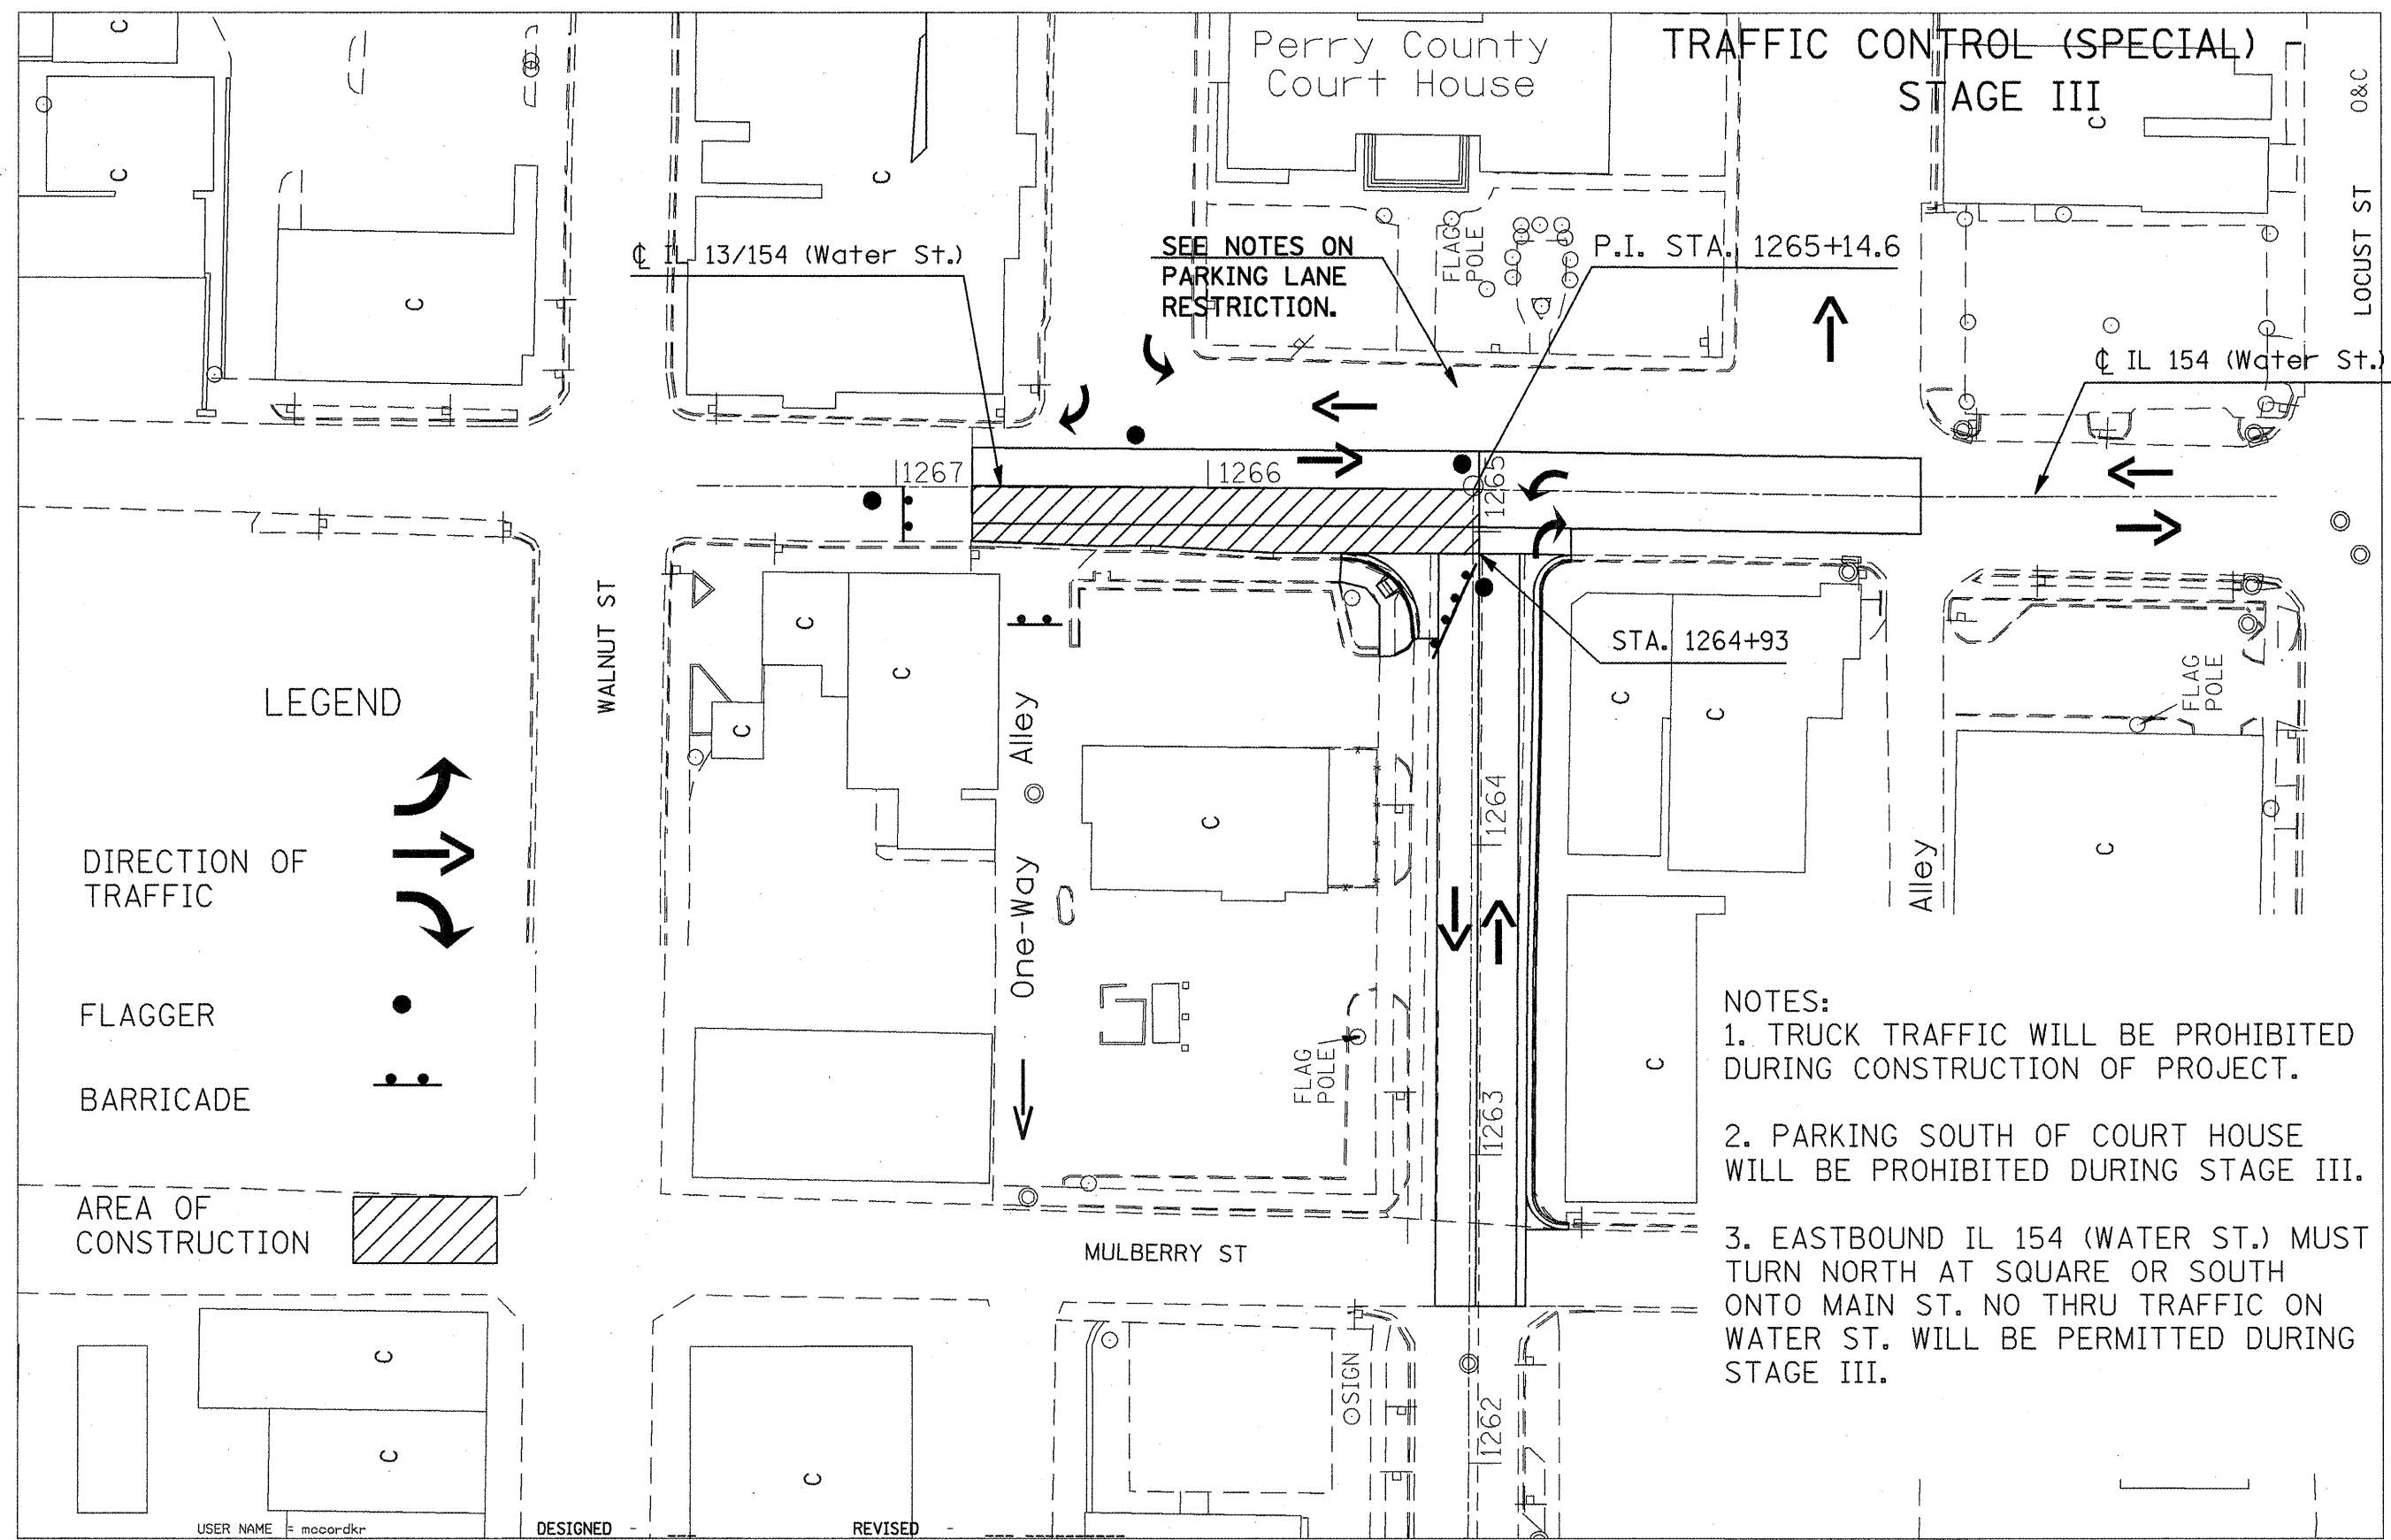 TRAFFIC CONTROL (SPECIAL)
STAGE III
Perry County
Court House
O&C
LOCUST ST
C
C
C
C
C
℄ IL 13/154 (Water St.)
SEE NOTES ON
PARKING LANE
RESTRICTION.
FLAG
POLE
P.I. STA. 1265+14.6
℄ IL 154 (Water St.)
1267
1266
1265
WALNUT ST
STA. 1264+93
C
C
C
C
C
C
Alley
One-Way
FLAG
POLE
1264
C
Alley
LEGEND
DIRECTION OF
TRAFFIC
FLAGGER
BARRICADE
AREA OF
CONSTRUCTION
FLAG
POLE
C
1263
MULBERRY ST
NOTES:
1. TRUCK TRAFFIC WILL BE PROHIBITED
DURING CONSTRUCTION OF PROJECT.
2. PARKING SOUTH OF COURT HOUSE
WILL BE PROHIBITED DURING STAGE III.
3. EASTBOUND IL 154 (WATER ST.) MUST
TURN NORTH AT SQUARE OR SOUTH
ONTO MAIN ST. NO THRU TRAFFIC ON
WATER ST. WILL BE PERMITTED DURING
STAGE III.
C
C
C
SIGN
1262
USER NAME = mccordkr
DESIGNED -
REVISED -